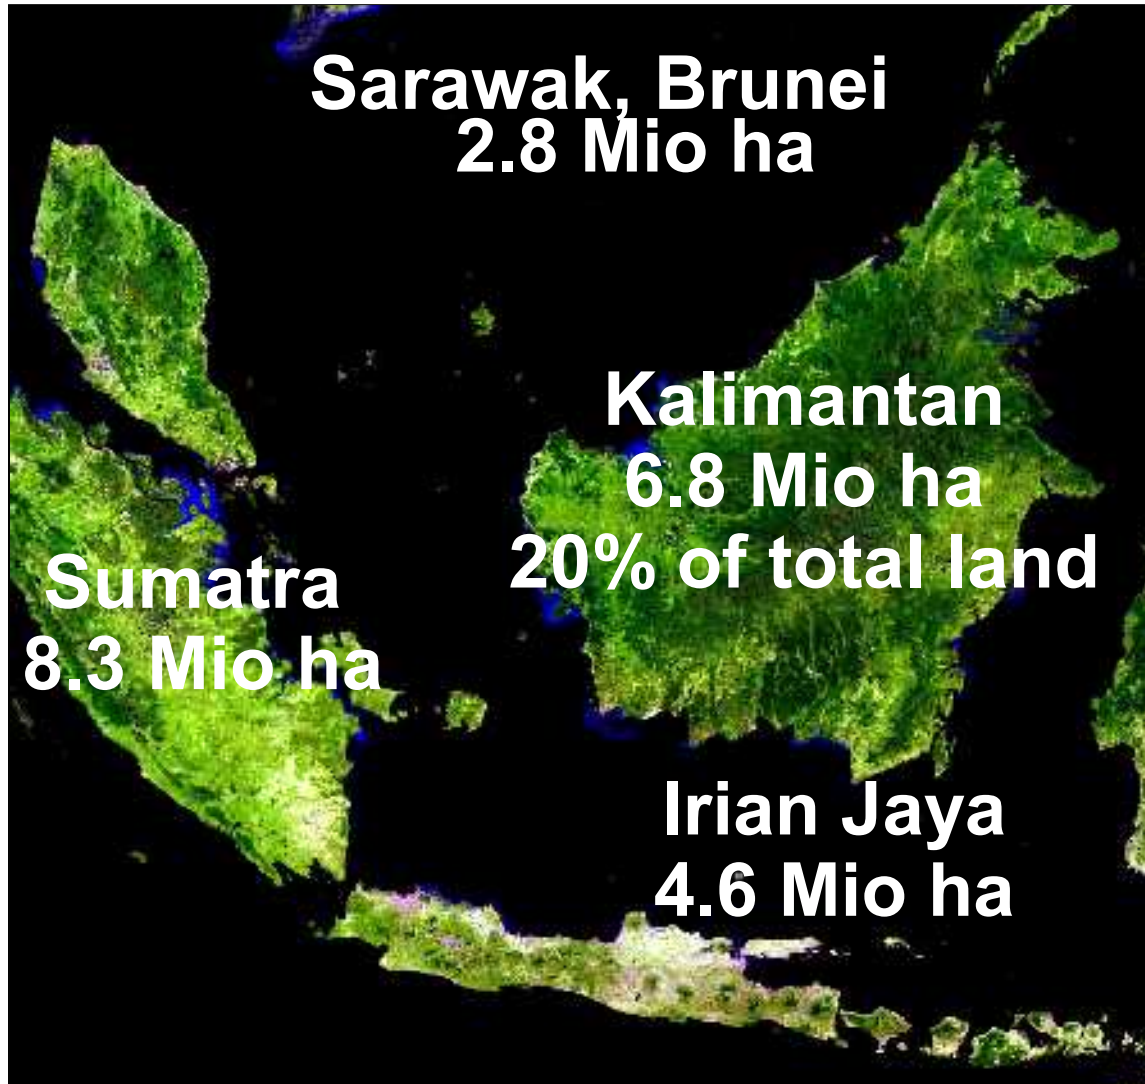 Sarawak, Brunei
2.8 Mio ha
Kalimantan
6.8 Mio ha
20% of total land
Sumatra
8.3 Mio ha
Irian Jaya
4.6 Mio ha